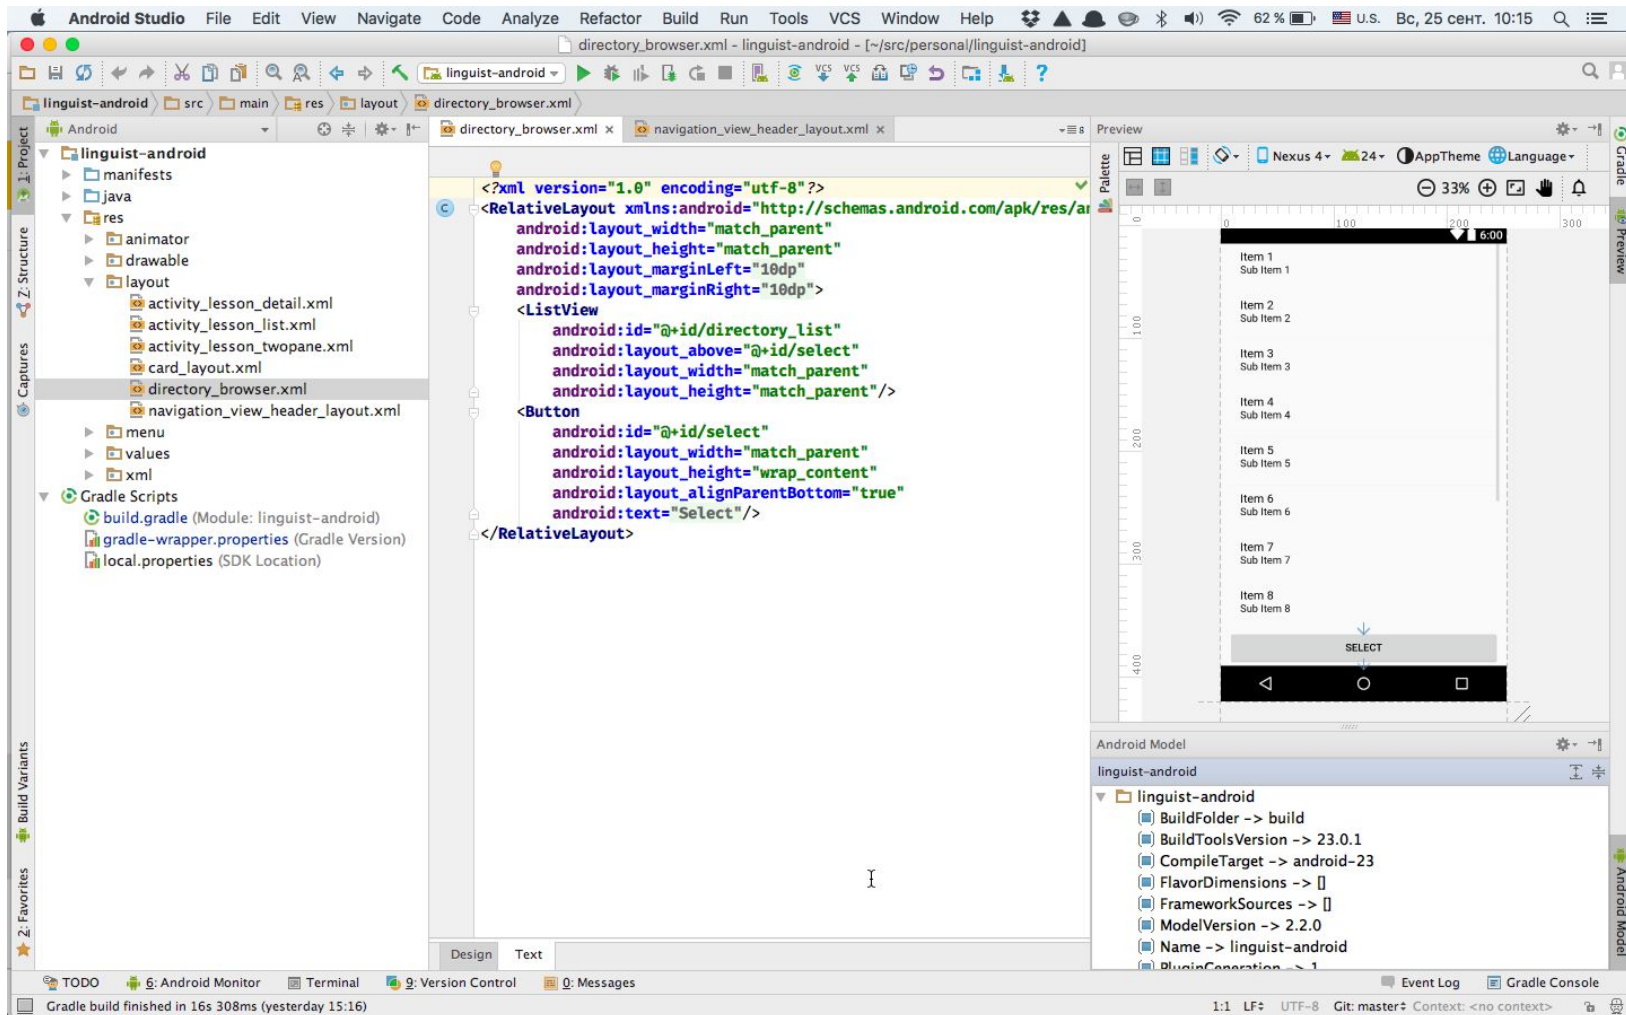 Android Studio File Edit View Navigate Code Analyze Refactor Build Run Tools VCS Window Help 62 % U.S. Вс, 25 сент. 10:15
directory_browser.xml - linguist-android - [~/src/personal/linguist-android]
linguist-android VCS VCS ?
linguist-android src main res layout directory_browser.xml
1: Project
Z: Structure
Captures
Build Variants
2: Favorites
Android
linguist-android
manifests
java
res
animator
drawable
layout
activity_lesson_detail.xml
activity_lesson_list.xml
activity_lesson_twopane.xml
card_layout.xml
directory_browser.xml
navigation_view_header_layout.xml
menu
values
xml
Gradle Scripts
build.gradle (Module: linguist-android)
gradle-wrapper.properties (Gradle Version)
local.properties (SDK Location)
directory_browser.xml × navigation_view_header_layout.xml × 8
<?xml version="1.0" encoding="utf-8"?>
C <RelativeLayout xmlns:android="http://schemas.android.com/apk/res/ar
android:layout_width="match_parent"
android:layout_height="match_parent"
android:layout_marginLeft="10dp"
android:layout_marginRight="10dp">
<ListView
android:id="@+id/directory_list"
android:layout_above="@+id/select"
android:layout_width="match_parent"
android:layout_height="match_parent"/>
<Button
android:id="@+id/select"
android:layout_width="match_parent"
android:layout_height="wrap_content"
android:layout_alignParentBottom="true"
android:text="Select"/>
</RelativeLayout>
Design Text
Preview
Palette
Nexus 4 24 AppTheme Language
33%
0 100 200 300
0
100
200
300
400
6:00
Item 1
Sub Item 1
Item 2
Sub Item 2
Item 3
Sub Item 3
Item 4
Sub Item 4
Item 5
Sub Item 5
Item 6
Sub Item 6
Item 7
Sub Item 7
Item 8
Sub Item 8
SELECT
Android Model
linguist-android
linguist-android
BuildFolder -> build
BuildToolsVersion -> 23.0.1
CompileTarget -> android-23
FlavorDimensions -> []
FrameworkSources -> []
ModelVersion -> 2.2.0
Name -> linguist-android
PluginGeneration -> 1
Gradle
Preview
Android Model
TODO 6: Android Monitor Terminal 9: Version Control 0: Messages Event Log Gradle Console
Gradle build finished in 16s 308ms (yesterday 15:16) 1:1 LF UTF-8 Git: master Context: <no context>